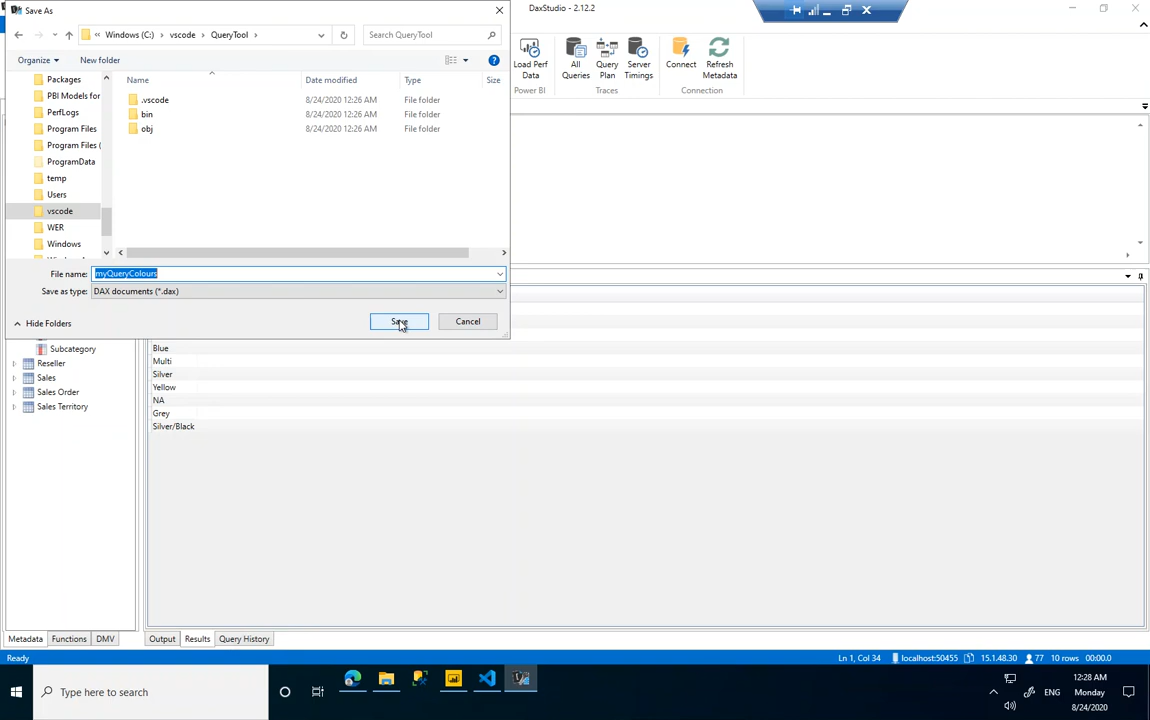 Save As
DaxStudio - 2.12.2
« Windows (C:) › vscode › QueryTool ›
Search QueryTool
Organize
New folder
Name
Date modified
Type
Size
.vscode
8/24/2020 12:26 AM
File folder
bin
8/24/2020 12:26 AM
File folder
obj
8/24/2020 12:26 AM
File folder
Packages
PBI Models for
PerfLogs
Program Files
Program Files (
ProgramData
temp
Users
vscode
WER
Windows
File name:
myQueryColours
Save as type:
DAX documents (*.dax)
Hide Folders
Save
Cancel
Load Perf
Data
Power BI
All
Queries
Query
Plan
Server
Timings
Traces
Connect
Refresh
Metadata
Connection
Subcategory
Reseller
Sales
Sales Order
Sales Territory
Blue
Multi
Silver
Yellow
NA
Grey
Silver/Black
Metadata
Functions
DMV
Output
Results
Query History
Ready
Ln 1, Col 34
localhost:50455
15.1.48.30
77
10 rows
00:00.0
Type here to search
ENG
12:28 AM
Monday
8/24/2020